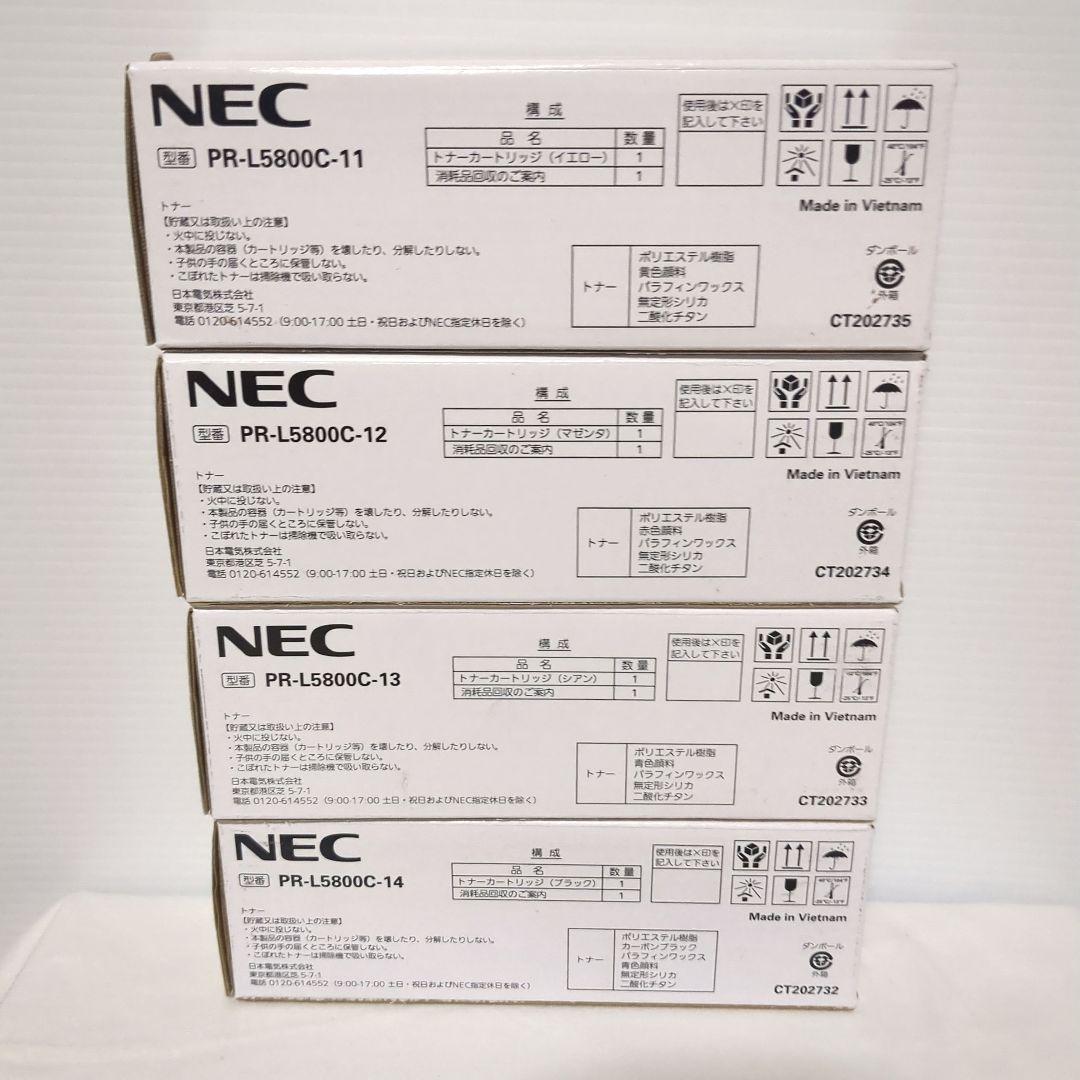 NEC
型番 PR-L5800C-11
構成
品名 数量
トナーカートリッジ（イエロー） 1
消耗品回収のご案内 1
使用後は×印を
記入して下さい
Made in Vietnam
トナー
【貯蔵又は取扱い上の注意】
・火中に投じない。
・本製品の容器（カートリッジ等）を壊したり、分解したりしない。
・子供の手の届くところに保管しない。
・こぼれたトナーは掃除機で吸い取らない。
日本電気株式会社
東京都港区芝 5-7-1
電話 0120-614552（9:00-17:00 土日・祝日およびNEC指定休日を除く）
トナー
ポリエステル樹脂
黄色顔料
パラフィンワックス
無定形シリカ
二酸化チタン
ダンボール
外箱
CT202735
NEC
型番 PR-L5800C-12
構成
品名 数量
トナーカートリッジ（マゼンタ） 1
消耗品回収のご案内 1
使用後は×印を
記入して下さい
Made in Vietnam
トナー
【貯蔵又は取扱い上の注意】
・火中に投じない。
・本製品の容器（カートリッジ等）を壊したり、分解したりしない。
・子供の手の届くところに保管しない。
・こぼれたトナーは掃除機で吸い取らない。
日本電気株式会社
東京都港区芝 5-7-1
電話 0120-614552（9:00-17:00 土日・祝日およびNEC指定休日を除く）
トナー
ポリエステル樹脂
赤色顔料
パラフィンワックス
無定形シリカ
二酸化チタン
ダンボール
外箱
CT202734
NEC
型番 PR-L5800C-13
構成
品名 数量
トナーカートリッジ（シアン） 1
消耗品回収のご案内 1
使用後は×印を
記入して下さい
Made in Vietnam
トナー
【貯蔵又は取扱い上の注意】
・火中に投じない。
・本製品の容器（カートリッジ等）を壊したり、分解したりしない。
・子供の手の届くところに保管しない。
・こぼれたトナーは掃除機で吸い取らない。
日本電気株式会社
東京都港区芝 5-7-1
電話 0120-614552（9:00-17:00 土日・祝日およびNEC指定休日を除く）
トナー
ポリエステル樹脂
青色顔料
パラフィンワックス
無定形シリカ
二酸化チタン
ダンボール
外箱
CT202733
NEC
型番 PR-L5800C-14
構成
品名 数量
トナーカートリッジ（ブラック） 1
消耗品回収のご案内 1
使用後は×印を
記入して下さい
Made in Vietnam
トナー
【貯蔵又は取扱い上の注意】
・火中に投じない。
・本製品の容器（カートリッジ等）を壊したり、分解したりしない。
・子供の手の届くところに保管しない。
・こぼれたトナーは掃除機で吸い取らない。
日本電気株式会社
東京都港区芝 5-7-1
電話 0120-614552（9:00-17:00 土日・祝日およびNEC指定休日を除く）
トナー
ポリエステル樹脂
カーボンブラック
パラフィンワックス
青色顔料
無定形シリカ
二酸化チタン
ダンボール
外箱
CT202732